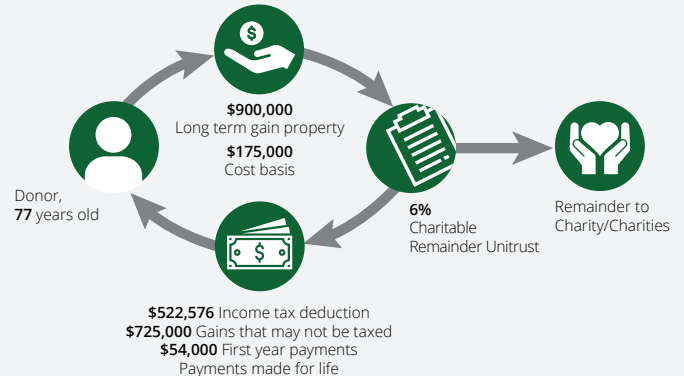 $
$900,000
Long term gain property
$175,000
Cost basis
Donor,
77 years old
6%
Charitable
Remainder Unitrust
Remainder to
Charity/Charities
$
$522,576 Income tax deduction
$725,000 Gains that may not be taxed
$54,000 First year payments
Payments made for life